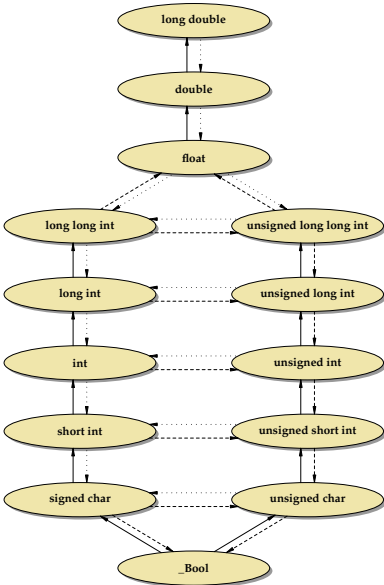 long double
double
float
long long int
unsigned long long int
long int
unsigned long int
int
unsigned int
short int
unsigned short int
signed char
unsigned char
_Bool